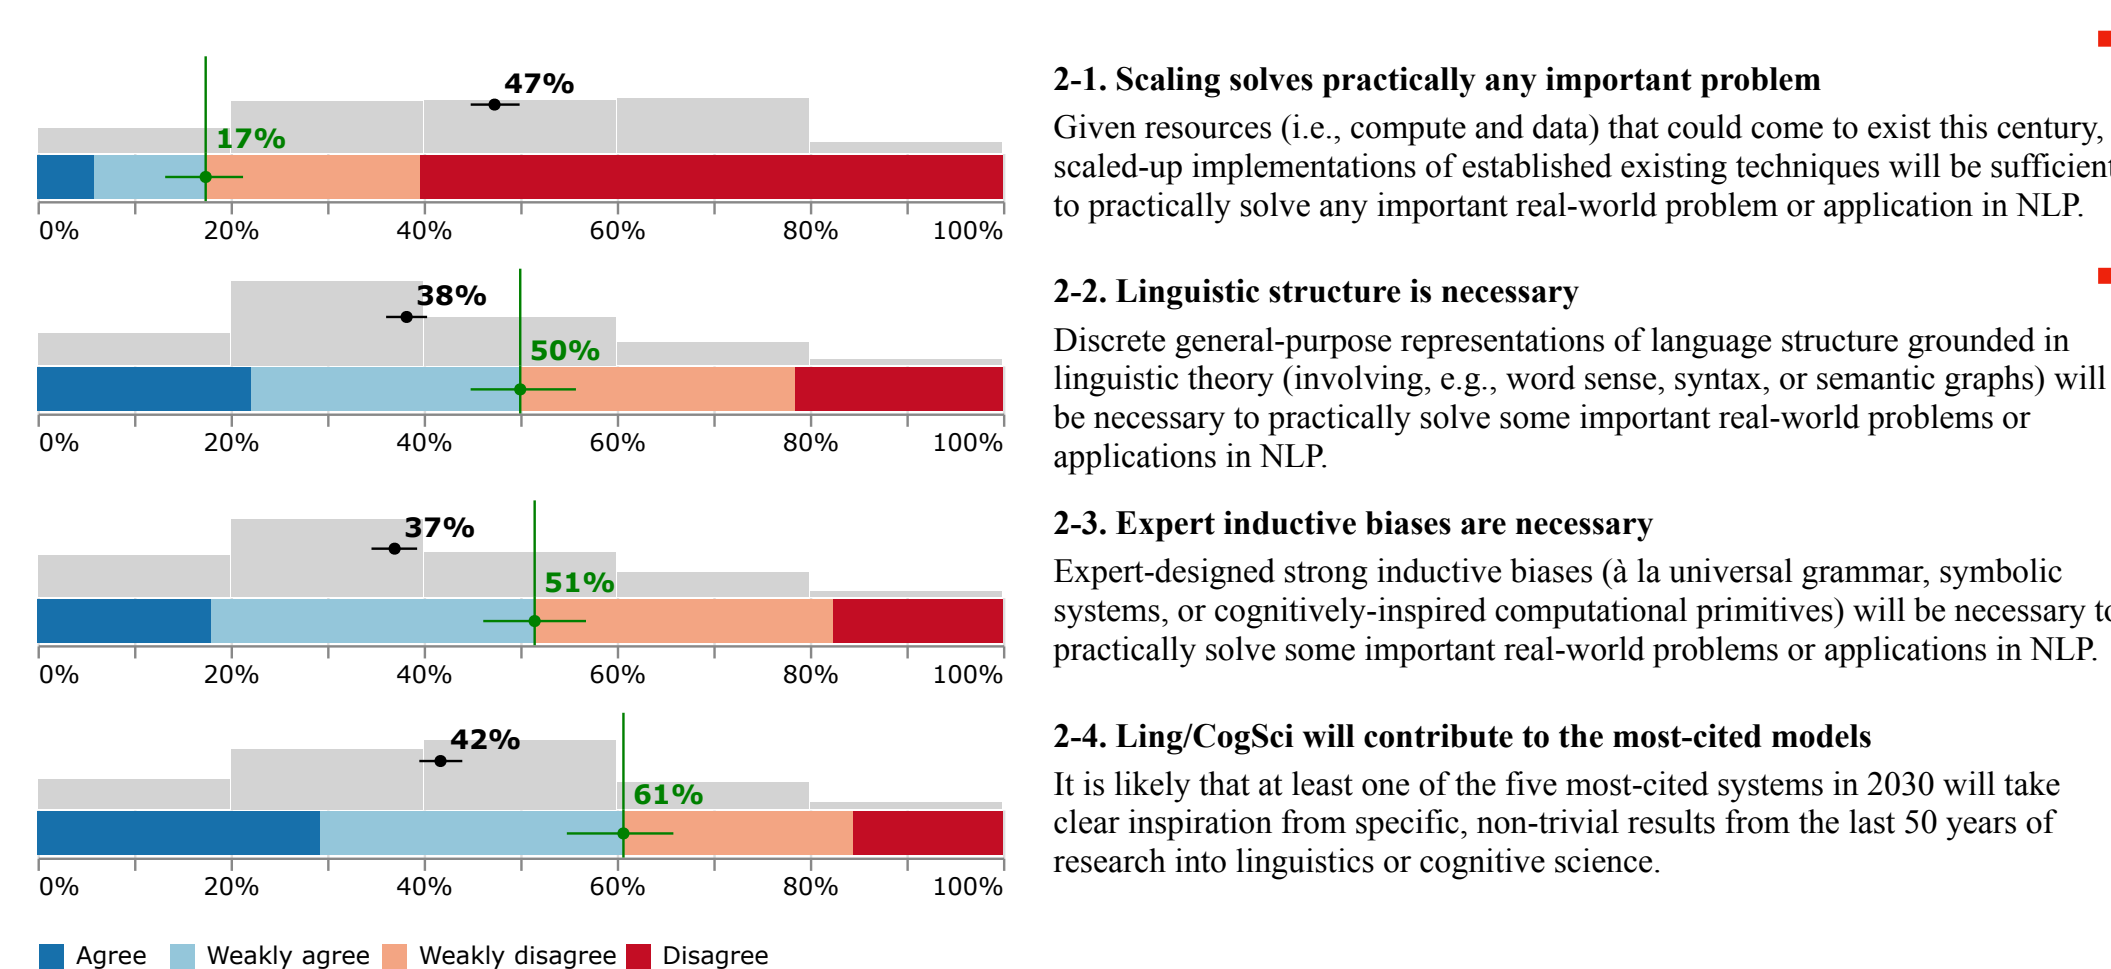 47%
17%
0% 20% 40% 60% 80% 100%
2-1. Scaling solves practically any important problem
Given resources (i.e., compute and data) that could come to exist this century,
scaled-up implementations of established existing techniques will be sufficient
to practically solve any important real-world problem or application in NLP.
38%
50%
0% 20% 40% 60% 80% 100%
2-2. Linguistic structure is necessary
Discrete general-purpose representations of language structure grounded in
linguistic theory (involving, e.g., word sense, syntax, or semantic graphs) will
be necessary to practically solve some important real-world problems or
applications in NLP.
37%
51%
0% 20% 40% 60% 80% 100%
2-3. Expert inductive biases are necessary
Expert-designed strong inductive biases (à la universal grammar, symbolic
systems, or cognitively-inspired computational primitives) will be necessary to
practically solve some important real-world problems or applications in NLP.
42%
61%
0% 20% 40% 60% 80% 100%
2-4. Ling/CogSci will contribute to the most-cited models
It is likely that at least one of the five most-cited systems in 2030 will take
clear inspiration from specific, non-trivial results from the last 50 years of
research into linguistics or cognitive science.
Agree Weakly agree Weakly disagree Disagree